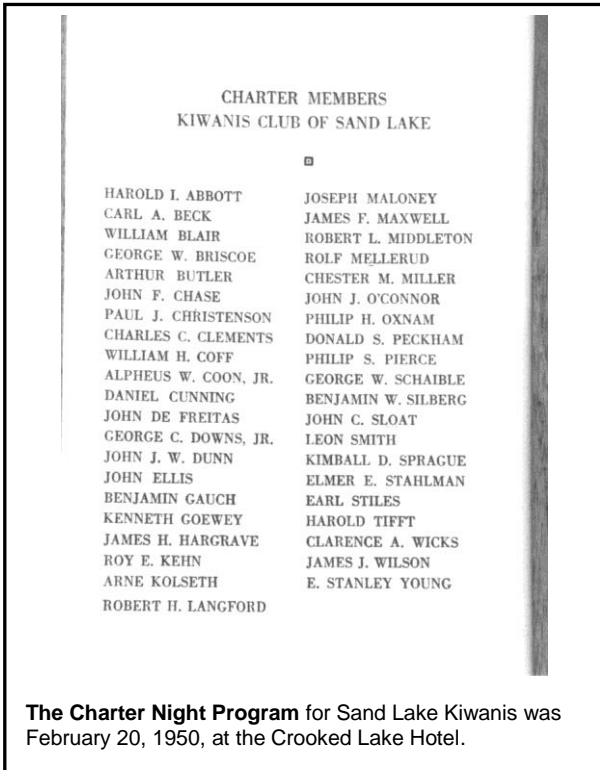 CHARTER MEMBERS
KIWANIS CLUB OF SAND LAKE
HAROLD I. ABBOTT
CARL A. BECK
WILLIAM BLAIR
GEORGE W. BRISCOE
ARTHUR BUTLER
JOHN F. CHASE
PAUL J. CHRISTENSON
CHARLES C. CLEMENTS
WILLIAM H. COFF
ALPHEUS W. COON, JR.
DANIEL CUNNING
JOHN DE FREITAS
GEORGE C. DOWNS, JR.
JOHN J. W. DUNN
JOHN ELLIS
BENJAMIN GAUCH
KENNETH GOEWEY
JAMES H. HARGRAVE
ROY E. KEHN
ARNE KOLSETH
ROBERT H. LANGFORD
JOSEPH MALONEY
JAMES F. MAXWELL
ROBERT L. MIDDLETON
ROLF MELLERUD
CHESTER M. MILLER
JOHN J. O'CONNOR
PHILIP H. OXNAM
DONALD S. PECKHAM
PHILIP S. PIERCE
GEORGE W. SCHAIBLE
BENJAMIN W. SILBERG
JOHN C. SLOAT
LEON SMITH
KIMBALL D. SPRAGUE
ELMER E. STAHLMAN
EARL STILES
HAROLD TIFFT
CLARENCE A. WICKS
JAMES J. WILSON
E. STANLEY YOUNG
The Charter Night Program for Sand Lake Kiwanis was
February 20, 1950, at the Crooked Lake Hotel.